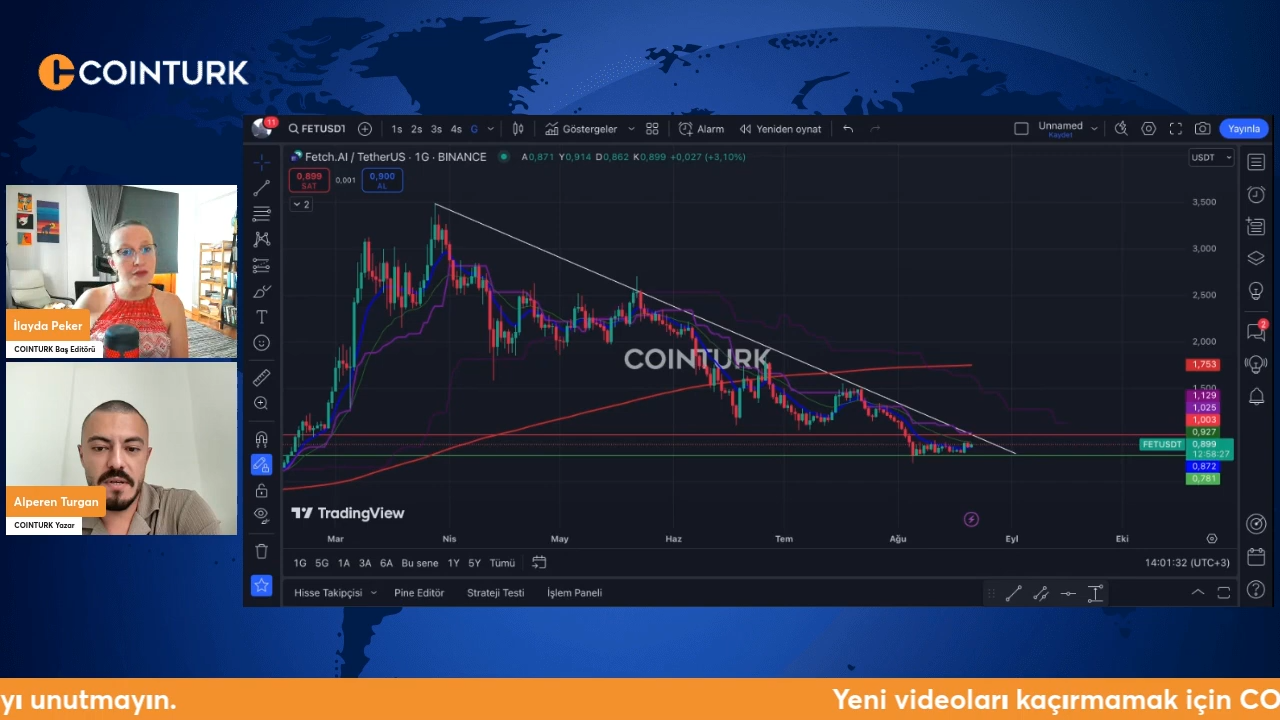 COINTURK
11
FETUSDT
1s 2s 3s 4s G
Göstergeler
Alarm
Yeniden oynat
Unnamed
Kaydet
Yayınla
Fetch.AI / TetherUS · 1G · BINANCE
A0,871 Y0,914 D0,862 K0,899 +0,027 (+3,10%)
USDT
0,899
SAT
0,001
0,900
AL
2
3,500
3,000
2,500
2,000
1,753
1,500
1,129
1,025
1,003
0,927
FETUSDT
0,899
12:58:27
0,872
0,781
COINTURK
TradingView
Mar Nis May Haz Tem Ağu Eyl Eki
1G 5G 1A 3A 6A Bu sene 1Y 5Y Tümü
14:01:32 (UTC+3)
Hisse Takipçisi
Pine Editör
Strateji Testi
İşlem Paneli
2
İlayda Peker
COINTURK Baş Editörü
Alperen Turgan
COINTURK Yazar
yı unutmayın.
Yeni videoları kaçırmamak için CO